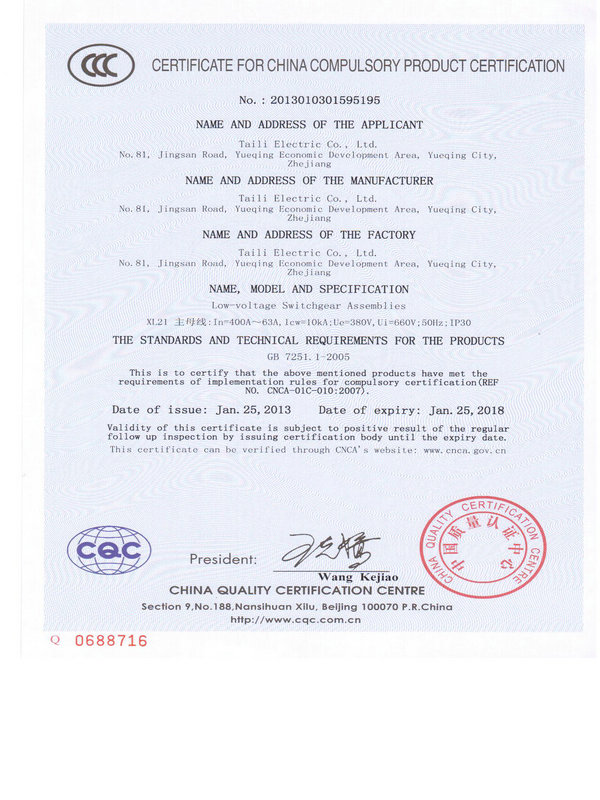 CCC
CERTIFICATE FOR CHINA COMPULSORY PRODUCT CERTIFICATION
No. : 2013010301595195
NAME AND ADDRESS OF THE APPLICANT
Taili Electric Co., Ltd.
No.81, Jingsan Road, Yueqing Economic Development Area, Yueqing City,
Zhejiang
NAME AND ADDRESS OF THE MANUFACTURER
Taili Electric Co., Ltd.
No.81, Jingsan Road, Yueqing Economic Development Area, Yueqing City,
Zhejiang
NAME AND ADDRESS OF THE FACTORY
Taili Electric Co., Ltd.
No.81, Jingsan Road, Yueqing Economic Development Area, Yueqing City,
Zhejiang
NAME, MODEL AND SPECIFICATION
Low-voltage Switchgear Assemblies
XL21 主母线:In=400A~63A,Icw=10kA;Ue=380V,Ui=660V;50Hz;IP30
THE STANDARDS AND TECHNICAL REQUIREMENTS FOR THE PRODUCTS
GB 7251.1-2005
This is to certify that the above mentioned products have met the
requirements of implementation rules for compulsory certification(REF
NO. CNCA-01C-010:2007).
Date of issue: Jan.25,2013 Date of expiry: Jan.25,2018
Validity of this certificate is subject to positive result of the regular
follow up inspection by issuing certification body until the expiry date.
This certificate can be verified through CNCA's website: www.cnca.gov.cn
CQC
President:
Wang Kejiao
CHINA QUALITY CERTIFICATION CENTRE
中国质量认证中心
CHINA QUALITY CERTIFICATION CENTRE
Section 9,No.188,Nansihuan Xilu, Beijing 100070 P.R.China
http://www.cqc.com.cn
Q 0688716